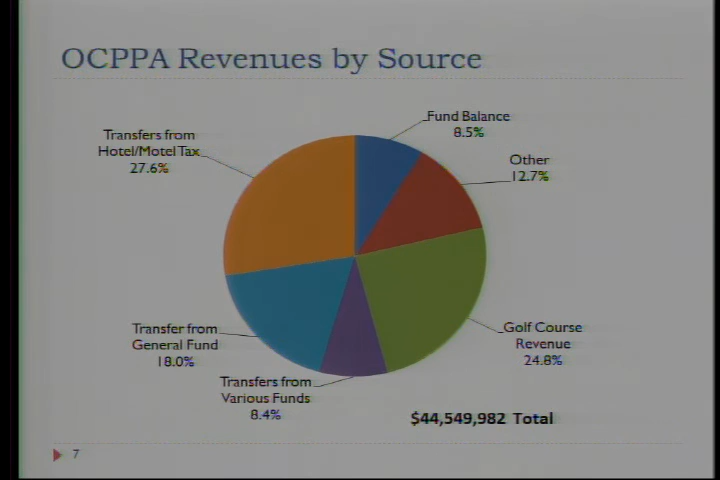 OCPPA Revenues by Source
Fund Balance
8.5%
Other
12.7%
Golf Course
Revenue
24.8%
Transfers from
Various Funds
8.4%
Transfer from
General Fund
18.0%
Transfers from
Hotel/Motel Tax
27.6%
$44,549,982 Total
7